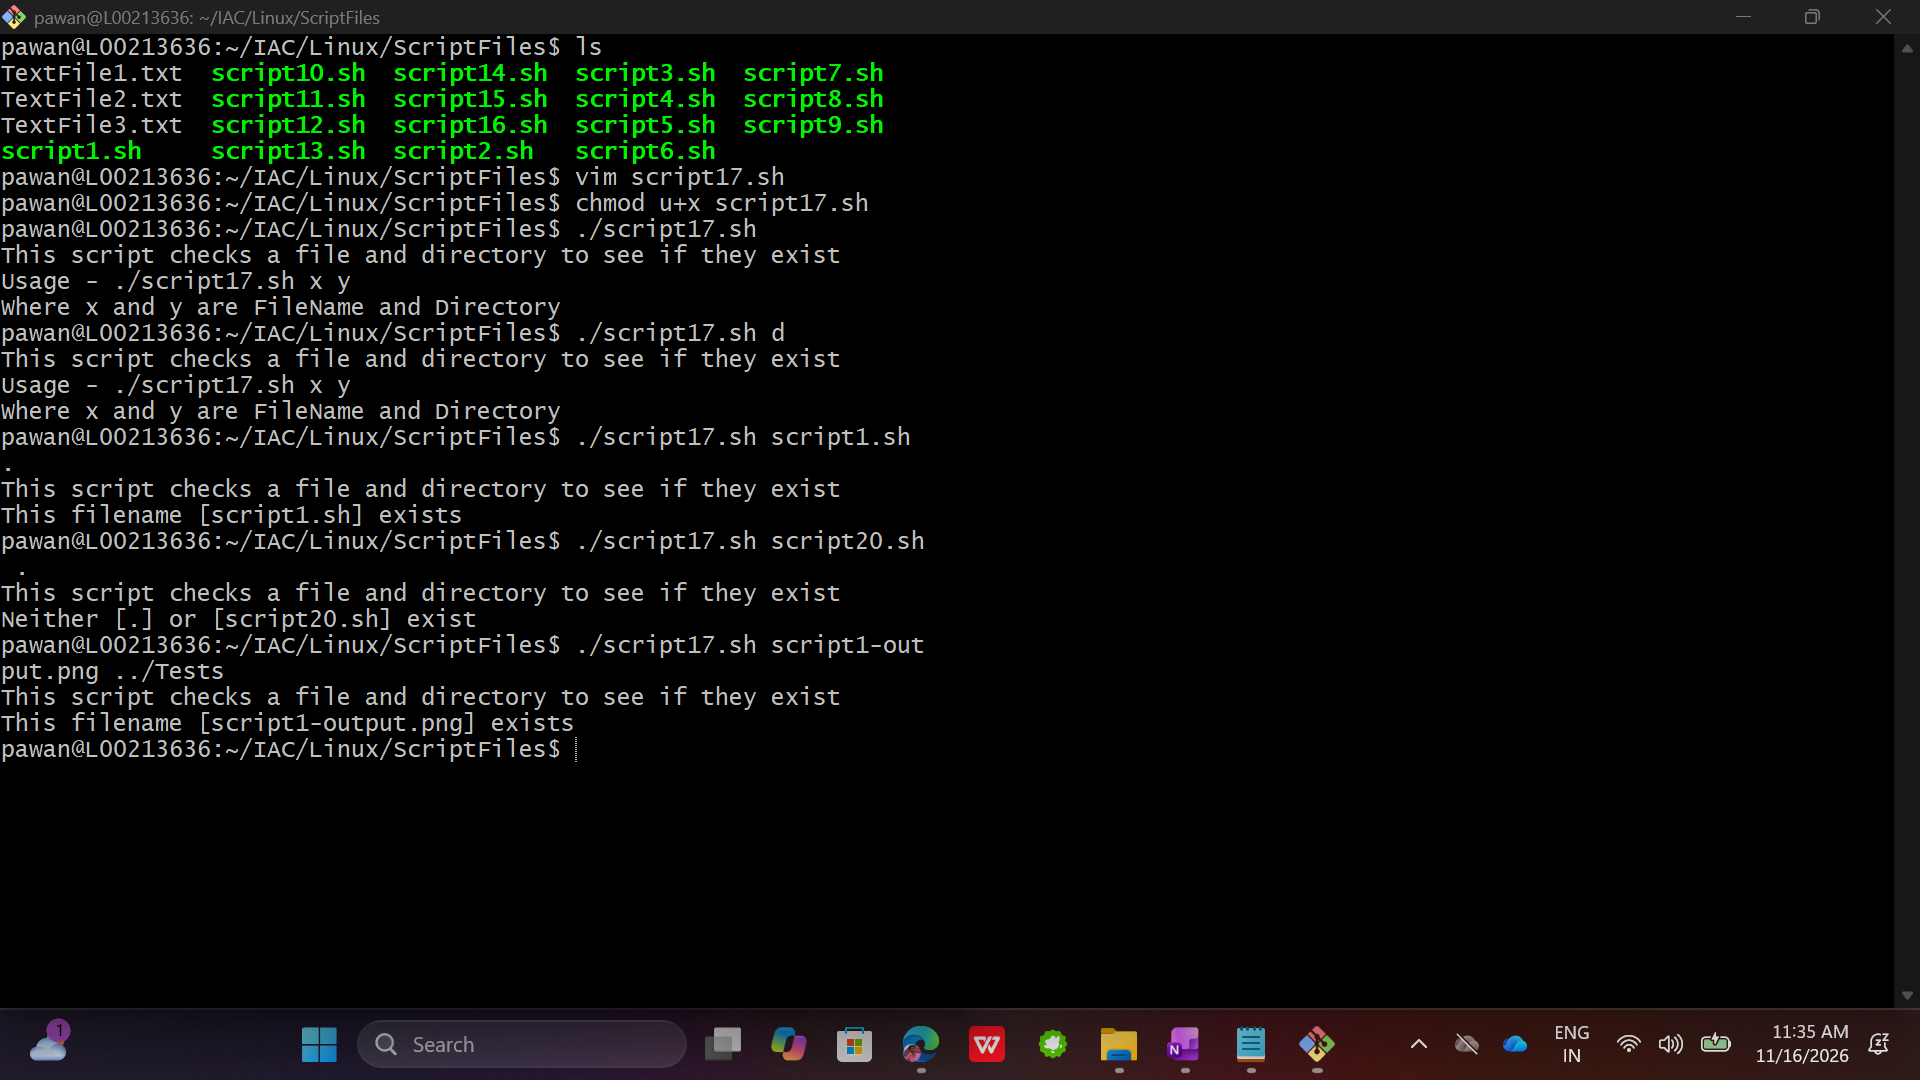 pawan@L00213636: ~/IAC/Linux/ScriptFiles
pawan@L00213636:~/IAC/Linux/ScriptFiles$ ls
TextFile1.txt  script10.sh  script14.sh  script3.sh  script7.sh
TextFile2.txt  script11.sh  script15.sh  script4.sh  script8.sh
TextFile3.txt  script12.sh  script16.sh  script5.sh  script9.sh
script1.sh     script13.sh  script2.sh   script6.sh
pawan@L00213636:~/IAC/Linux/ScriptFiles$ vim script17.sh
pawan@L00213636:~/IAC/Linux/ScriptFiles$ chmod u+x script17.sh
pawan@L00213636:~/IAC/Linux/ScriptFiles$ ./script17.sh
This script checks a file and directory to see if they exist
Usage - ./script17.sh x y
Where x and y are FileName and Directory
pawan@L00213636:~/IAC/Linux/ScriptFiles$ ./script17.sh d
This script checks a file and directory to see if they exist
Usage - ./script17.sh x y
Where x and y are FileName and Directory
pawan@L00213636:~/IAC/Linux/ScriptFiles$ ./script17.sh script1.sh
.
This script checks a file and directory to see if they exist
This filename [script1.sh] exists
pawan@L00213636:~/IAC/Linux/ScriptFiles$ ./script17.sh script20.sh
 .
This script checks a file and directory to see if they exist
Neither [.] or [script20.sh] exist
pawan@L00213636:~/IAC/Linux/ScriptFiles$ ./script17.sh script1-out
put.png ../Tests
This script checks a file and directory to see if they exist
This filename [script1-output.png] exists
pawan@L00213636:~/IAC/Linux/ScriptFiles$
1
Search
W
N
ENG
IN
11:35 AM
11/16/2026